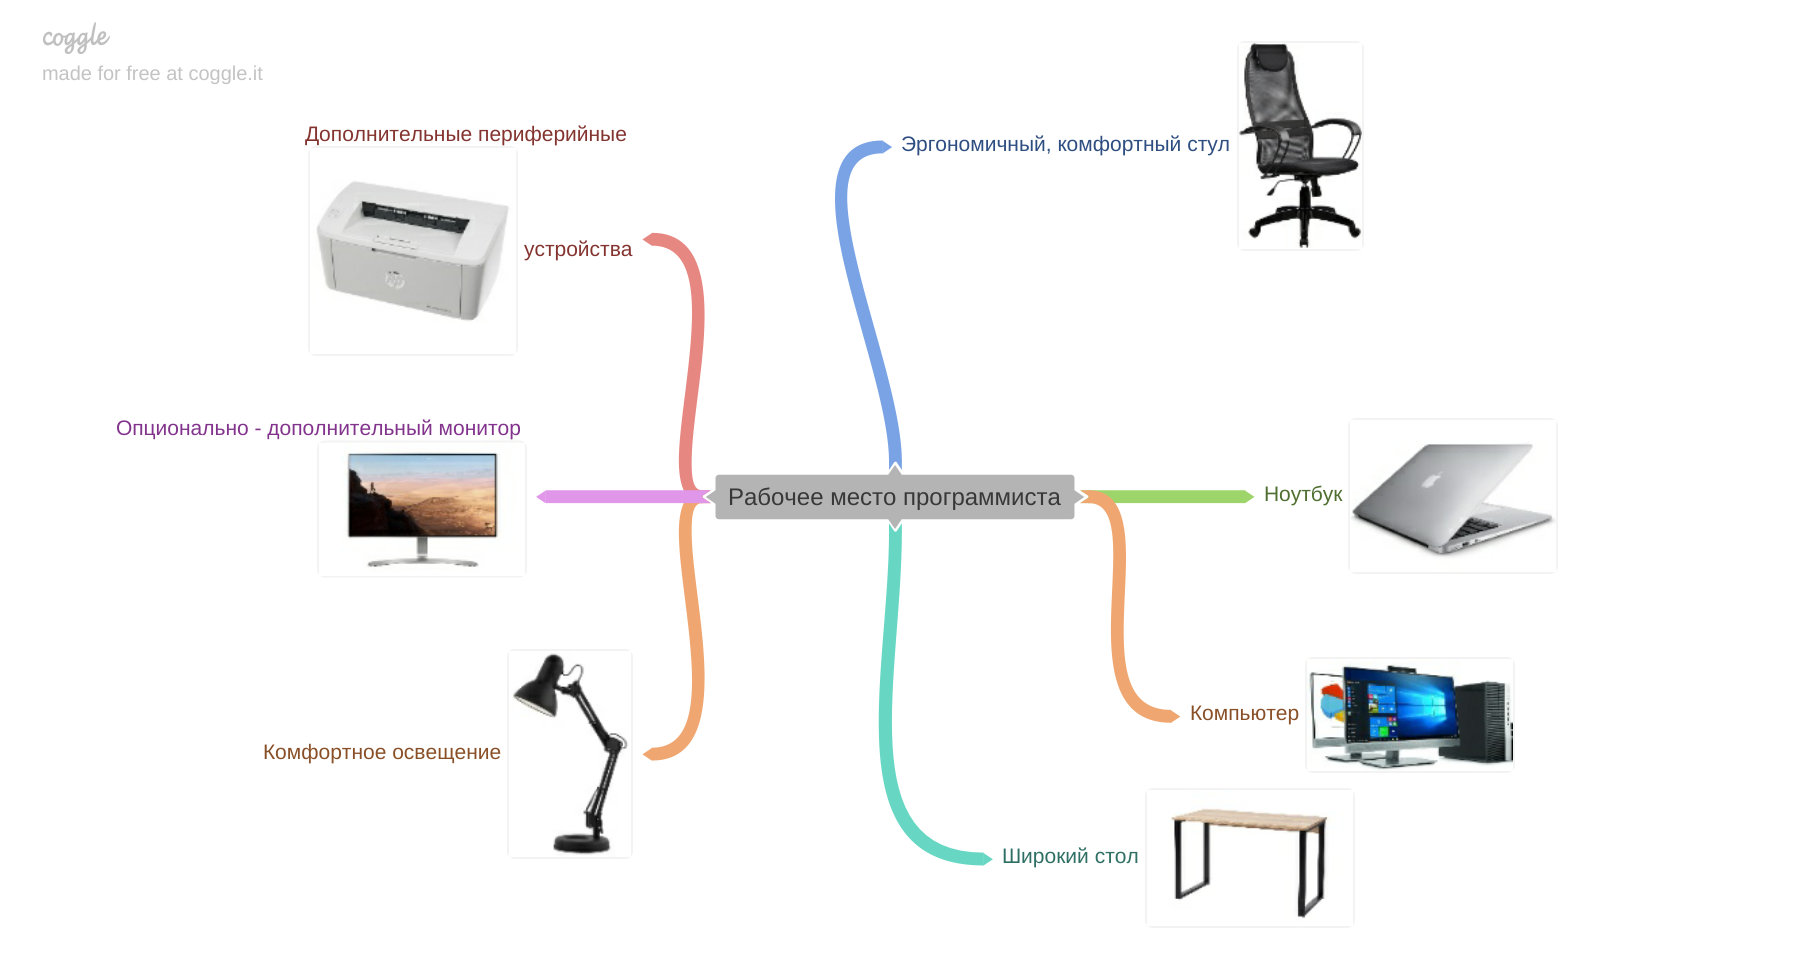 coggle
made for free at coggle.it
Дополнительные периферийные
устройства
Эргономичный, комфортный стул
Опционально - дополнительный монитор
Рабочее место программиста
Ноутбук
Компьютер
Комфортное освещение
Широкий стол